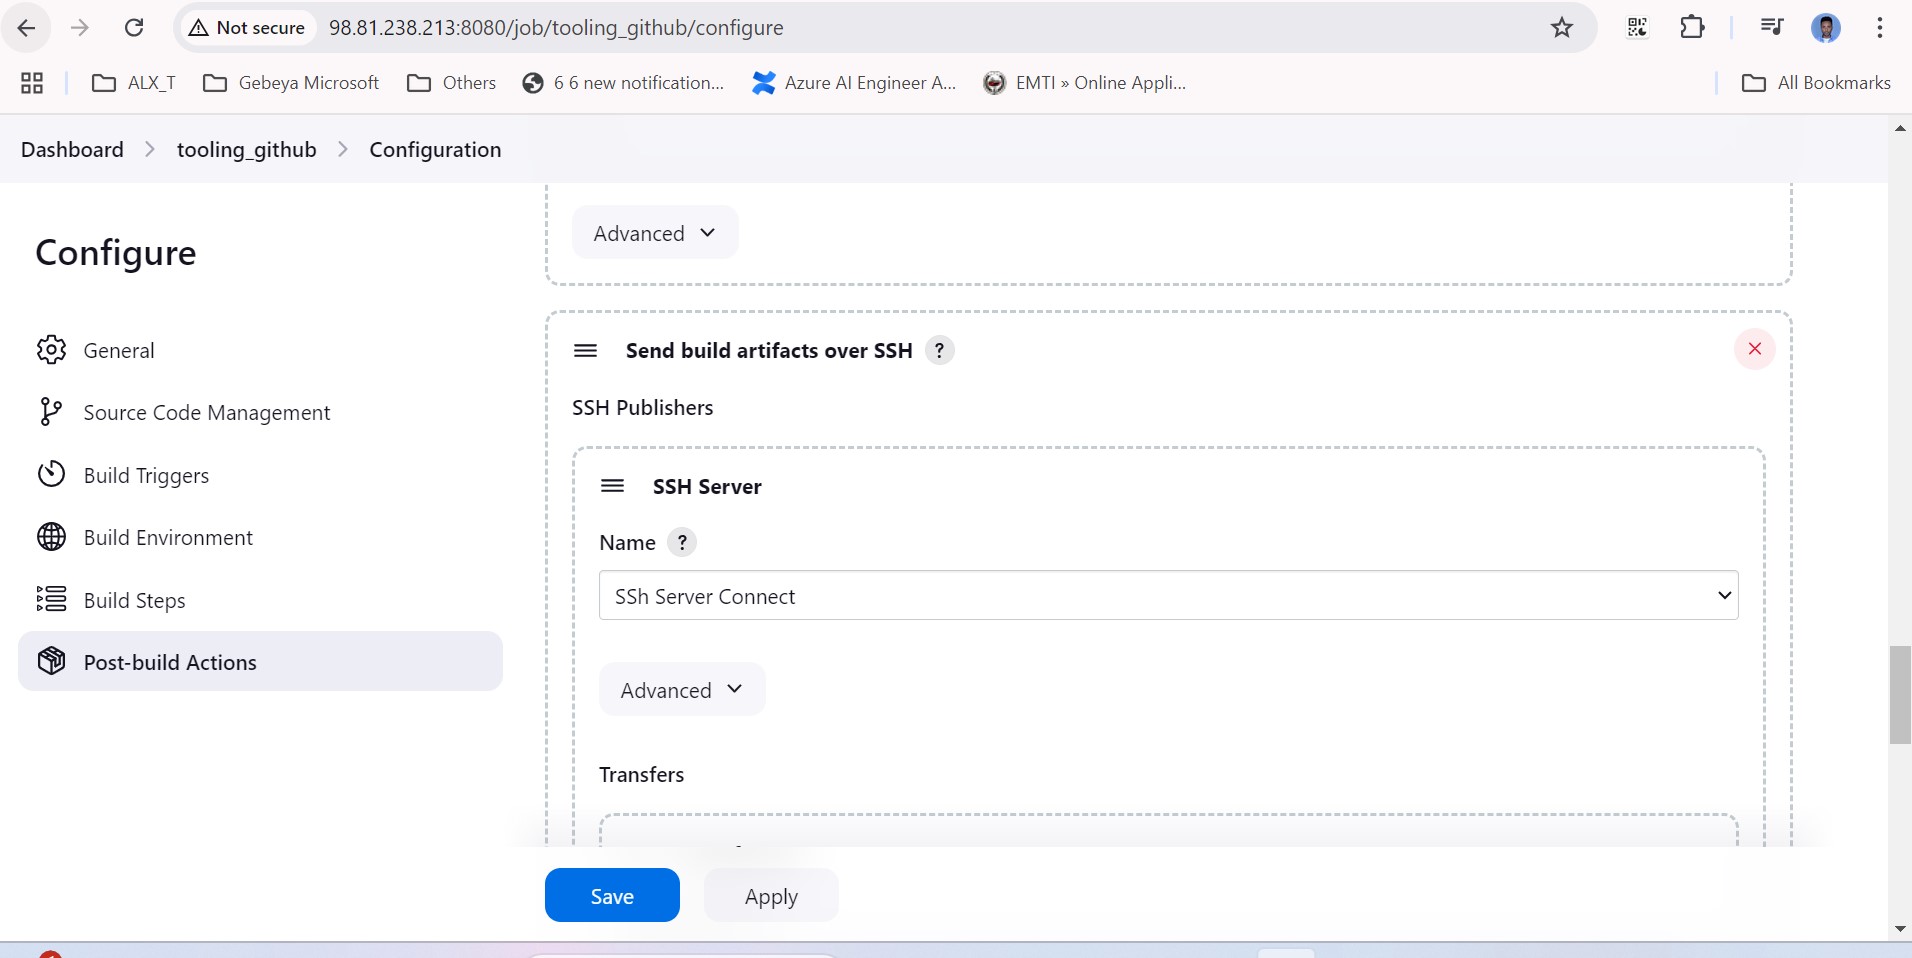 Not secure 98.81.238.213:8080/job/tooling_github/configure
ALX_T Gebeya Microsoft Others 6 6 new notification... Azure AI Engineer A... EMTI » Online Appli... All Bookmarks
Dashboard tooling_github Configuration
Advanced
Configure
General
Source Code Management
Build Triggers
Build Environment
Build Steps
Post-build Actions
Send build artifacts over SSH ?
SSH Publishers
SSH Server
Name ?
SSh Server Connect
Advanced
Transfers
Save Apply